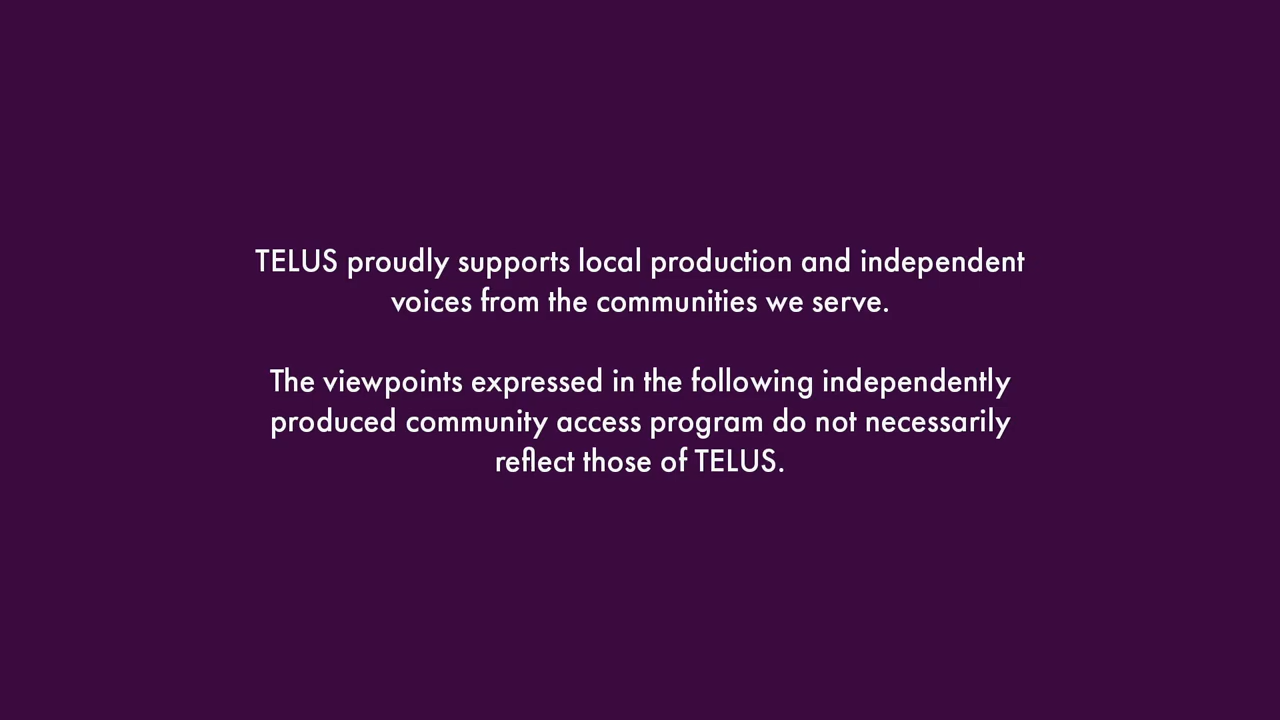 TELUS proudly supports local production and independent
voices from the communities we serve.
The viewpoints expressed in the following independently
produced community access program do not necessarily
reflect those of TELUS.